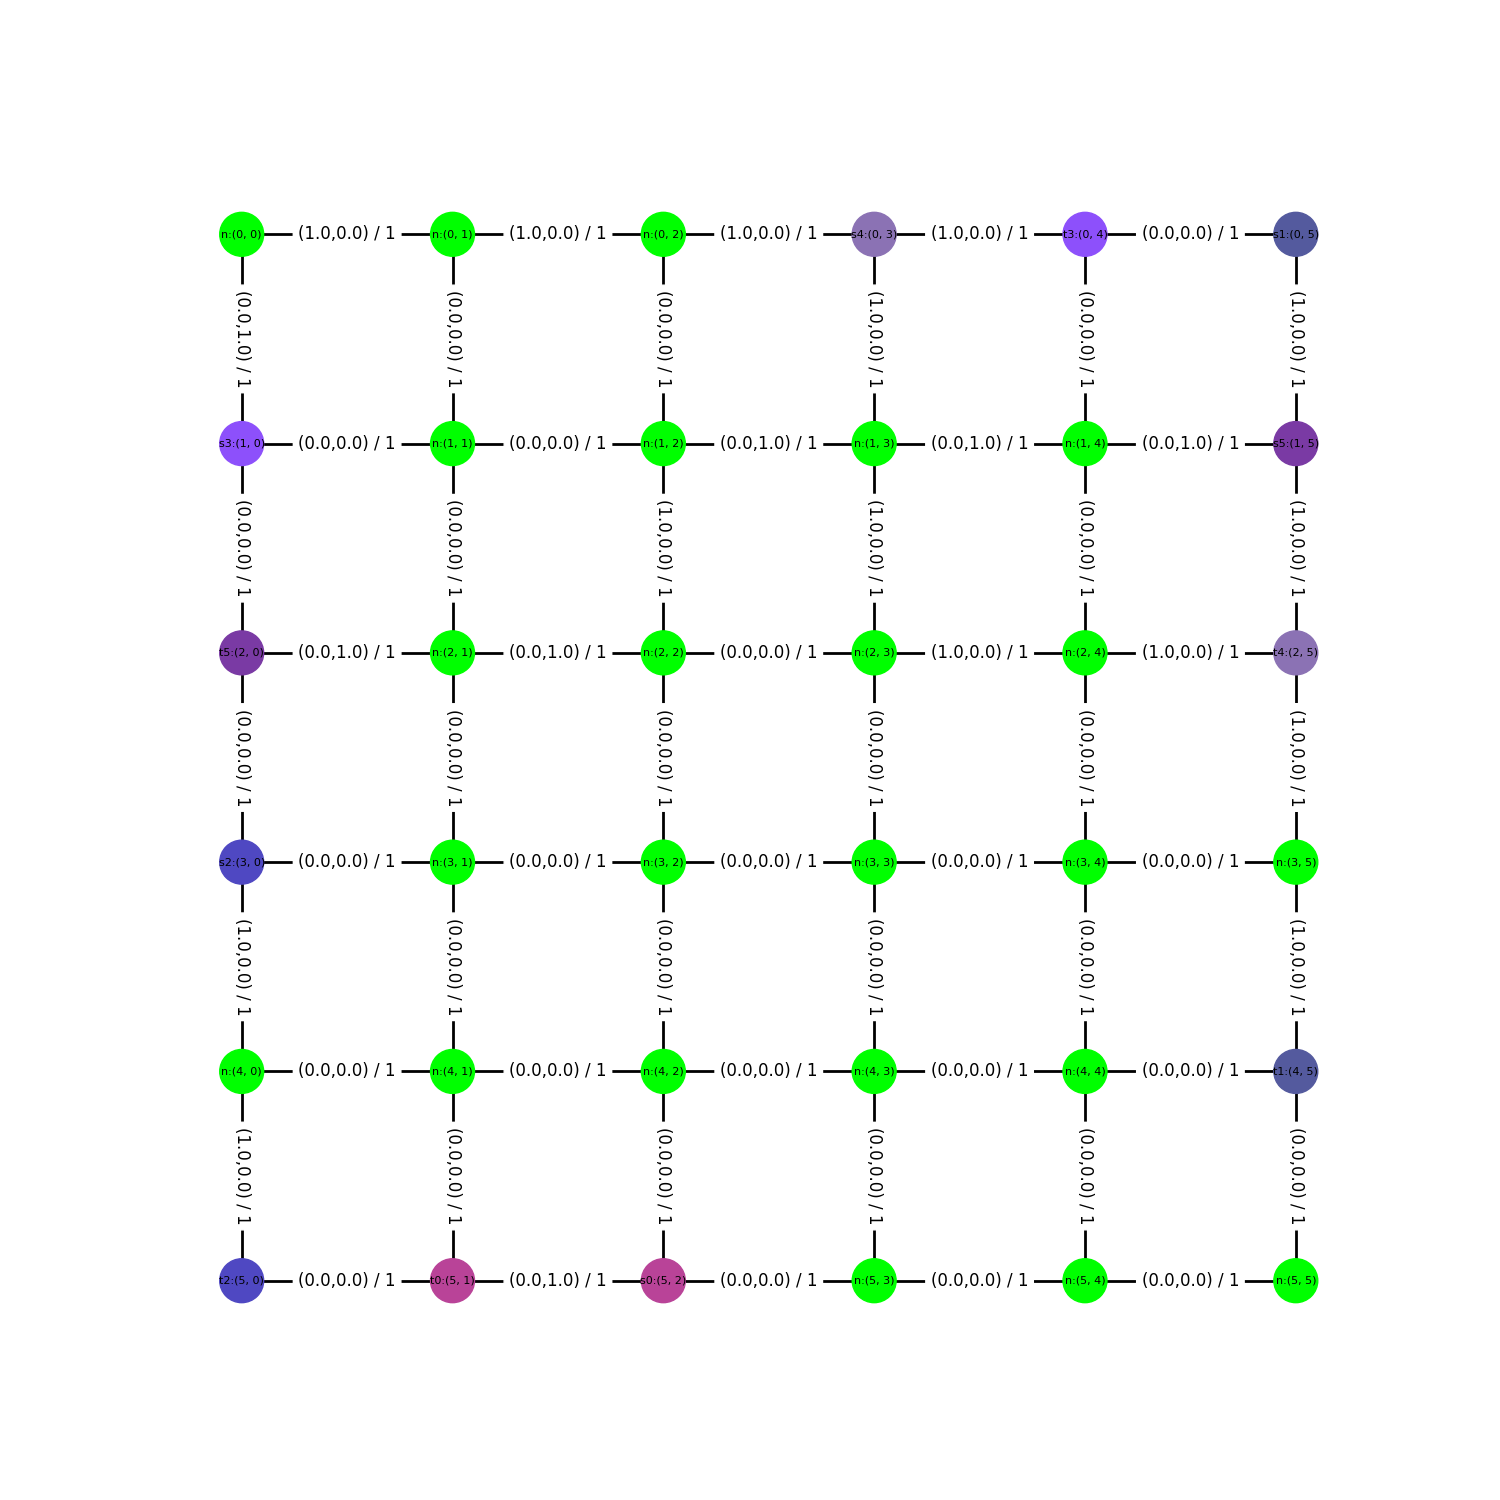 n:(0, 0) (1.0,0.0) / 1 n:(0, 1) (1.0,0.0) / 1 n:(0, 2) (1.0,0.0) / 1 s4:(0, 3) (1.0,0.0) / 1 t3:(0, 4) (0.0,0.0) / 1 s1:(0, 5)
(0.0,1.0) / 1 (0.0,0.0) / 1 (0.0,0.0) / 1 (1.0,0.0) / 1 (0.0,0.0) / 1 (1.0,0.0) / 1
s3:(1, 0) (0.0,0.0) / 1 n:(1, 1) (0.0,0.0) / 1 n:(1, 2) (0.0,1.0) / 1 n:(1, 3) (0.0,1.0) / 1 n:(1, 4) (0.0,1.0) / 1 s5:(1, 5)
(0.0,0.0) / 1 (0.0,0.0) / 1 (1.0,0.0) / 1 (1.0,0.0) / 1 (0.0,0.0) / 1 (1.0,0.0) / 1
t5:(2, 0) (0.0,1.0) / 1 n:(2, 1) (0.0,1.0) / 1 n:(2, 2) (0.0,0.0) / 1 n:(2, 3) (1.0,0.0) / 1 n:(2, 4) (1.0,0.0) / 1 t4:(2, 5)
(0.0,0.0) / 1 (0.0,0.0) / 1 (0.0,0.0) / 1 (0.0,0.0) / 1 (0.0,0.0) / 1 (1.0,0.0) / 1
s2:(3, 0) (0.0,0.0) / 1 n:(3, 1) (0.0,0.0) / 1 n:(3, 2) (0.0,0.0) / 1 n:(3, 3) (0.0,0.0) / 1 n:(3, 4) (0.0,0.0) / 1 n:(3, 5)
(1.0,0.0) / 1 (0.0,0.0) / 1 (0.0,0.0) / 1 (0.0,0.0) / 1 (0.0,0.0) / 1 (1.0,0.0) / 1
n:(4, 0) (0.0,0.0) / 1 n:(4, 1) (0.0,0.0) / 1 n:(4, 2) (0.0,0.0) / 1 n:(4, 3) (0.0,0.0) / 1 n:(4, 4) (0.0,0.0) / 1 t1:(4, 5)
(1.0,0.0) / 1 (0.0,0.0) / 1 (0.0,0.0) / 1 (0.0,0.0) / 1 (0.0,0.0) / 1 (0.0,0.0) / 1
t2:(5, 0) (0.0,0.0) / 1 t0:(5, 1) (0.0,1.0) / 1 s0:(5, 2) (0.0,0.0) / 1 n:(5, 3) (0.0,0.0) / 1 n:(5, 4) (0.0,0.0) / 1 n:(5, 5)